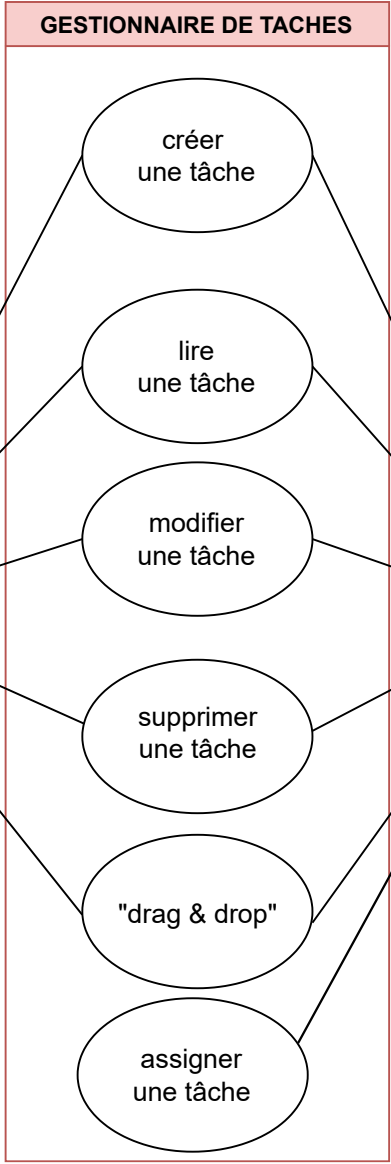 GESTIONNAIRE DE TACHES
créer
une tâche
lire
une tâche
modifier
une tâche
supprimer
une tâche
"drag & drop"
assigner
une tâche